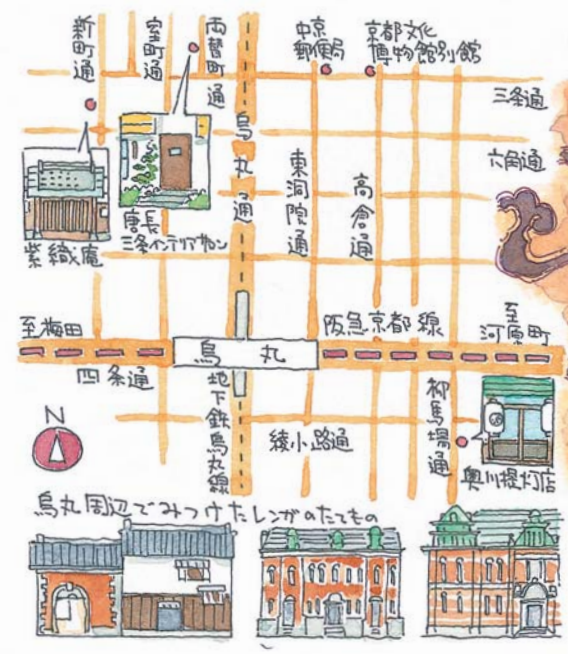 新町通
室町通
両替町通
中京
郵便局
京都文化
博物館別館
三条通
烏丸通
六角通
東洞院通
高倉通
紫織庵
唐長
三条インテリアサロン
至梅田
阪急京都線
至
河原町
烏丸
四条通
地下鉄烏丸線
柳馬場通
N
綾小路通
奥川提灯店
烏丸周辺でみつけたレンガのたてもの